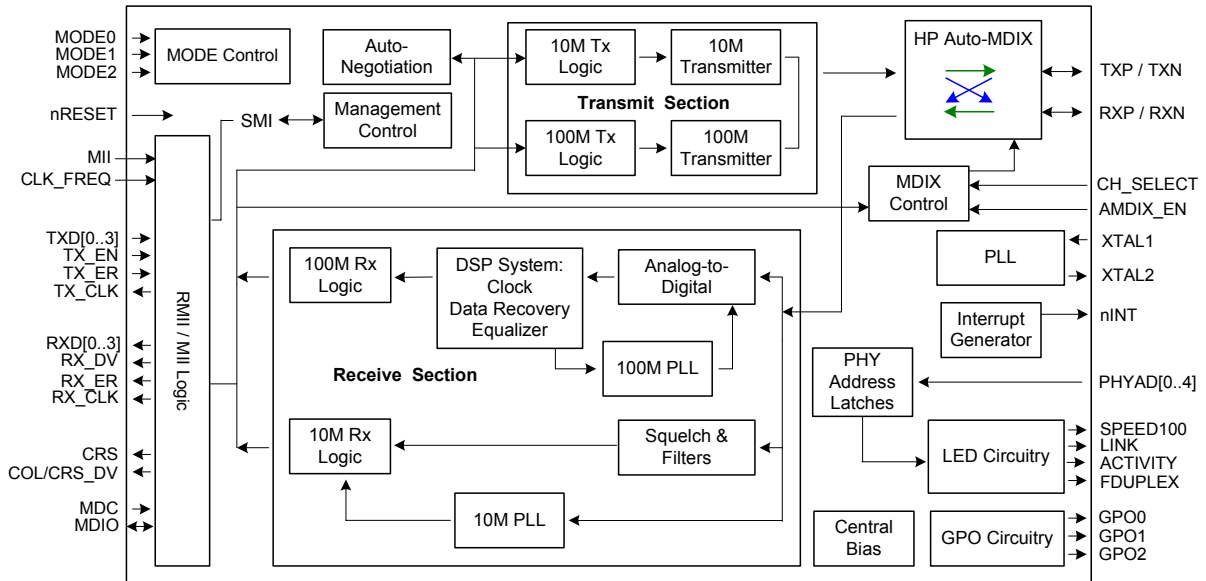 MODE0
MODE1
MODE2
MODE Control
Auto-
Negotiation
10M Tx
Logic
10M
Transmitter
HP Auto-MDIX
TXP / TXN
RXP / RXN
nRESET
SMI
Management
Control
Transmit Section
100M Tx
Logic
100M
Transmitter
MII
CLK_FREQ
MDIX
Control
CH_SELECT
AMDIX_EN
TXD[0..3]
TX_EN
TX_ER
TX_CLK
RXD[0..3]
RX_DV
RX_ER
RX_CLK
CRS
COL/CRS_DV
MDC
MDIO
RMII / MII Logic
100M Rx
Logic
DSP System:
Clock
Data Recovery
Equalizer
Analog-to-
Digital
100M PLL
Receive Section
10M Rx
Logic
Squelch &
Filters
10M PLL
PLL
XTAL1
XTAL2
Interrupt
Generator
nINT
PHY
Address
Latches
PHYAD[0..4]
LED Circuitry
SPEED100
LINK
ACTIVITY
FDUPLEX
Central
Bias
GPO Circuitry
GPO0
GPO1
GPO2